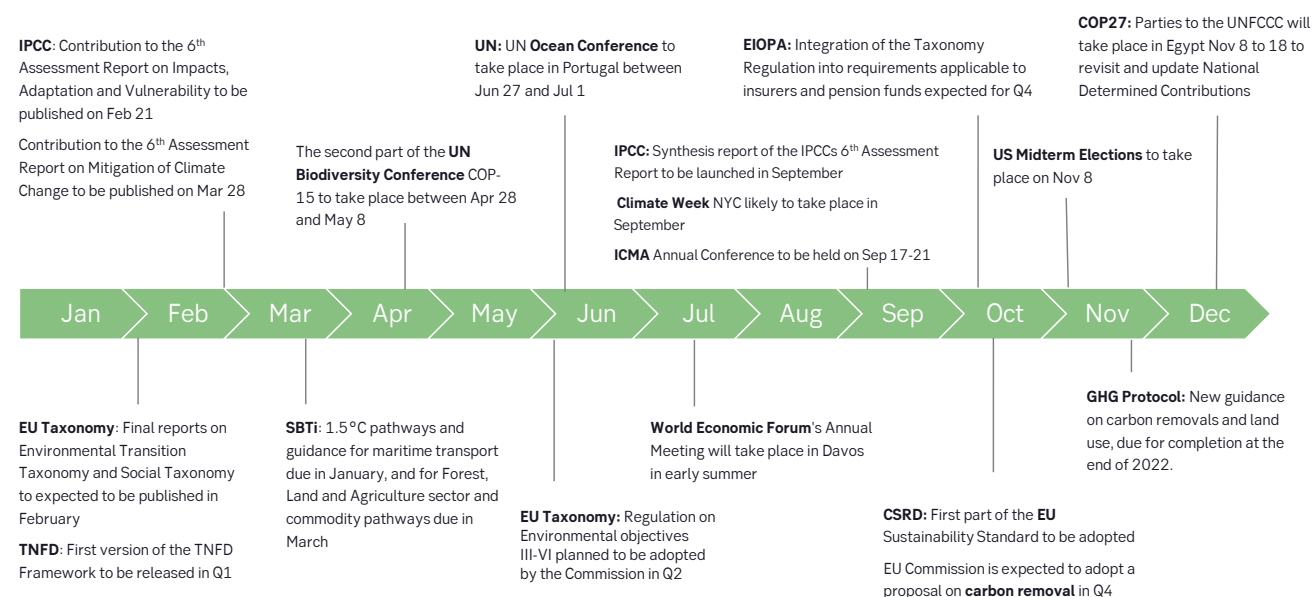 IPCC: Contribution to the 6th
Assessment Report on Impacts,
Adaptation and Vulnerability to be
published on Feb 21
Contribution to the 6th Assessment
Report on Mitigation of Climate
Change to be published on Mar 28
The second part of the UN
Biodiversity Conference COP-
15 to take place between Apr 28
and May 8
UN: UN Ocean Conference to
take place in Portugal between
Jun 27 and Jul 1
IPCC: Synthesis report of the IPCCs 6th Assessment
Report to be launched in September
Climate Week NYC likely to take place in
September
ICMA Annual Conference to be held on Sep 17-21
EIOPA: Integration of the Taxonomy
Regulation into requirements applicable to
insurers and pension funds expected for Q4
US Midterm Elections to take
place on Nov 8
COP27: Parties to the UNFCCC will
take place in Egypt Nov 8 to 18 to
revisit and update National
Determined Contributions
Jan Feb Mar Apr May Jun Jul Aug Sep Oct Nov Dec
EU Taxonomy: Final reports on
Environmental Transition
Taxonomy and Social Taxonomy
to expected to be published in
February
TNFD: First version of the TNFD
Framework to be released in Q1
SBTi: 1.5°C pathways and
guidance for maritime transport
due in January, and for Forest,
Land and Agriculture sector and
commodity pathways due in
March
EU Taxonomy: Regulation on
Environmental objectives
III-VI planned to be adopted
by the Commission in Q2
World Economic Forum's Annual
Meeting will take place in Davos
in early summer
CSRD: First part of the EU
Sustainability Standard to be adopted
EU Commission is expected to adopt a
proposal on carbon removal in Q4
GHG Protocol: New guidance
on carbon removals and land
use, due for completion at the
end of 2022.